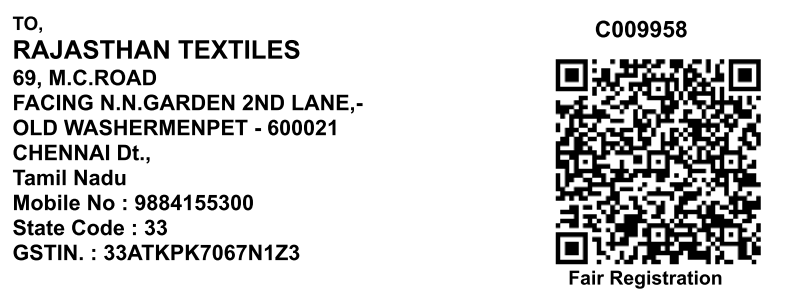 TO,
RAJASTHAN TEXTILES
69, M.C.ROAD
FACING N.N.GARDEN 2ND LANE,-
OLD WASHERMENPET - 600021
CHENNAI Dt.,
Tamil Nadu
Mobile No : 9884155300
State Code : 33
GSTIN. : 33ATKPK7067N1Z3
C009958
Fair Registration